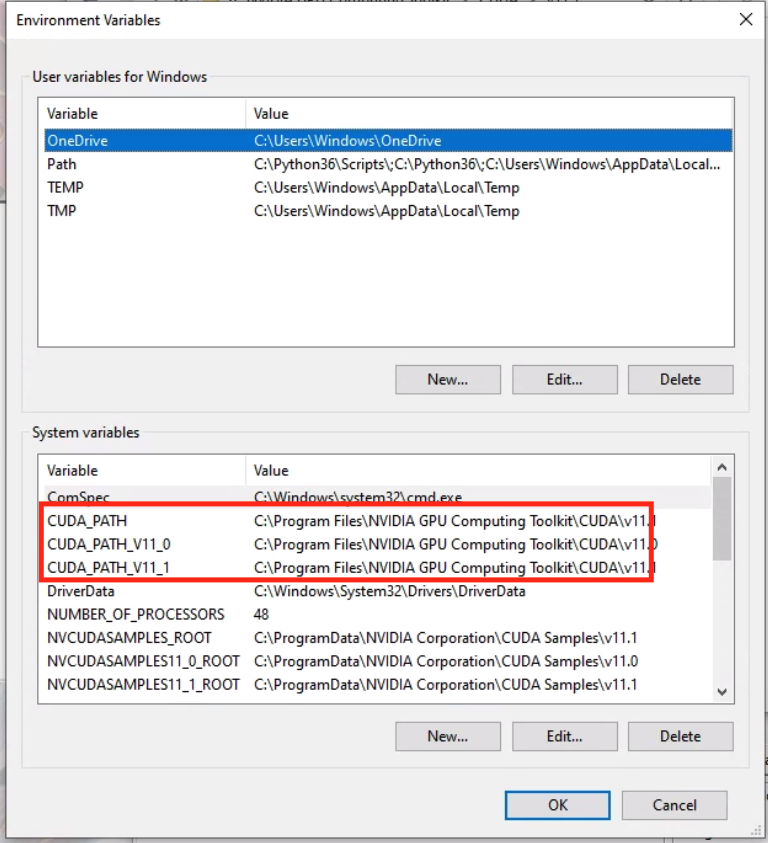 Environment Variables
User variables for Windows
Variable Value
OneDrive C:\Users\Windows\OneDrive
Path C:\Python36\Scripts\;C:\Python36\;C:\Users\Windows\AppData\Local...
TEMP C:\Users\Windows\AppData\Local\Temp
TMP C:\Users\Windows\AppData\Local\Temp
New... Edit... Delete
System variables
Variable Value
ComSpec C:\Windows\system32\cmd.exe
CUDA_PATH C:\Program Files\NVIDIA GPU Computing Toolkit\CUDA\v11.1
CUDA_PATH_V11_0 C:\Program Files\NVIDIA GPU Computing Toolkit\CUDA\v11.0
CUDA_PATH_V11_1 C:\Program Files\NVIDIA GPU Computing Toolkit\CUDA\v11.1
DriverData C:\Windows\System32\Drivers\DriverData
NUMBER_OF_PROCESSORS 48
NVCUDASAMPLES_ROOT C:\ProgramData\NVIDIA Corporation\CUDA Samples\v11.1
NVCUDASAMPLES11_0_ROOT C:\ProgramData\NVIDIA Corporation\CUDA Samples\v11.0
NVCUDASAMPLES11_1_ROOT C:\ProgramData\NVIDIA Corporation\CUDA Samples\v11.1
New... Edit... Delete
OK Cancel